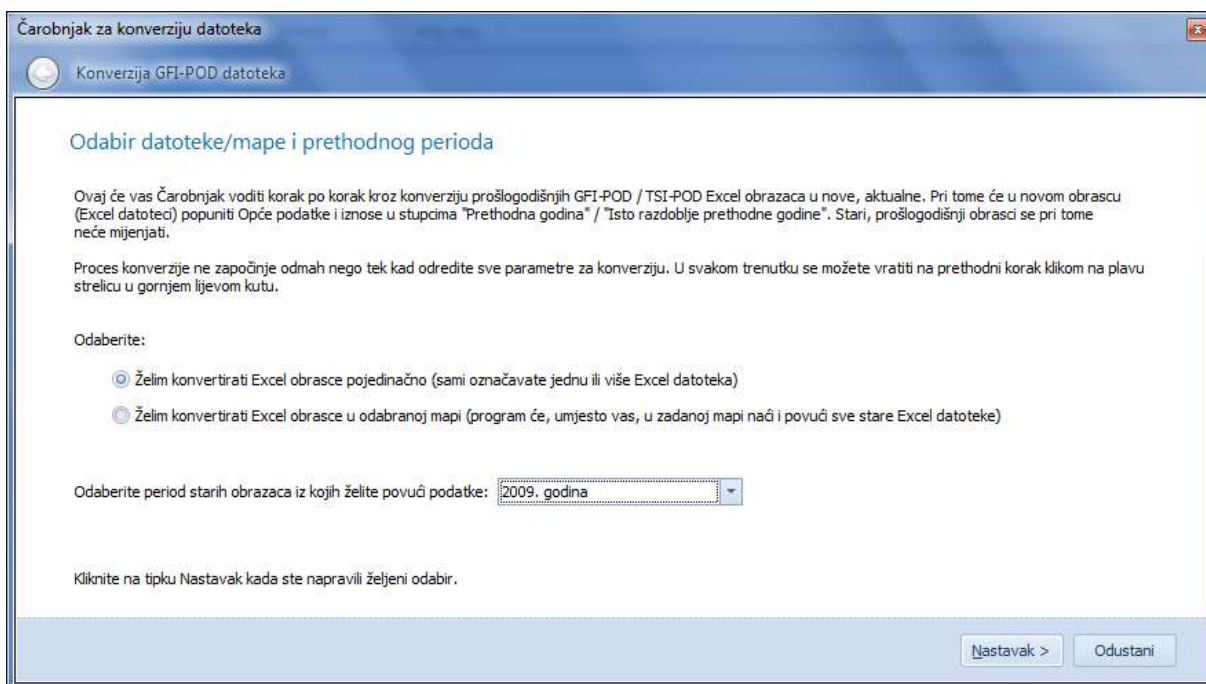 Čarobnjak za konverziju datoteka
Konverzija GFI-POD datoteka
Odabir datoteke/mape i prethodnog perioda
Ovaj će vas Čarobnjak voditi korak po korak kroz konverziju prošlogodišnjih GFI-POD / TSI-POD Excel obrazaca u nove, aktualne. Pri tome će u novom obrascu
(Excel datoteci) popuniti Opće podatke i iznose u stupcima "Prethodna godina" / "Isto razdoblje prethodne godine". Stari, prošlogodišnji obrasci se pri tome
neće mijenjati.
Proces konverzije ne započinje odmah nego tek kad odredite sve parametre za konverziju. U svakom trenutku se možete vratiti na prethodni korak klikom na plavu
strelicu u gornjem lijevom kutu.
Odaberite:
Želim konvertirati Excel obrasce pojedinačno (sami označavate jednu ili više Excel datoteka)
Želim konvertirati Excel obrasce u odabranoj mapi (program će, umjesto vas, u zadanoj mapi naći i povući sve stare Excel datoteke)
Odaberite period starih obrazaca iz kojih želite povući podatke: 2009. godina
Kliknite na tipku Nastavak kada ste napravili željeni odabir.
Nastavak > Odustani